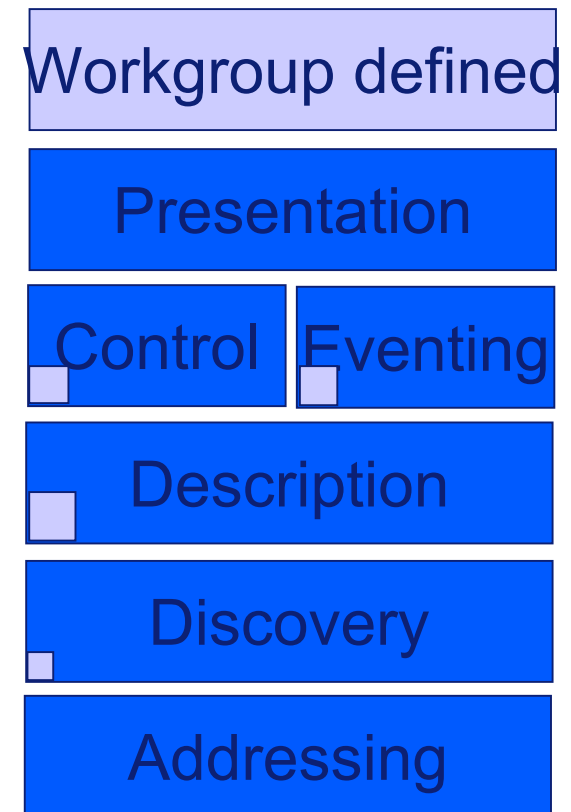 Workgroup defined
Presentation
Control Eventing
Description
Discovery
Addressing